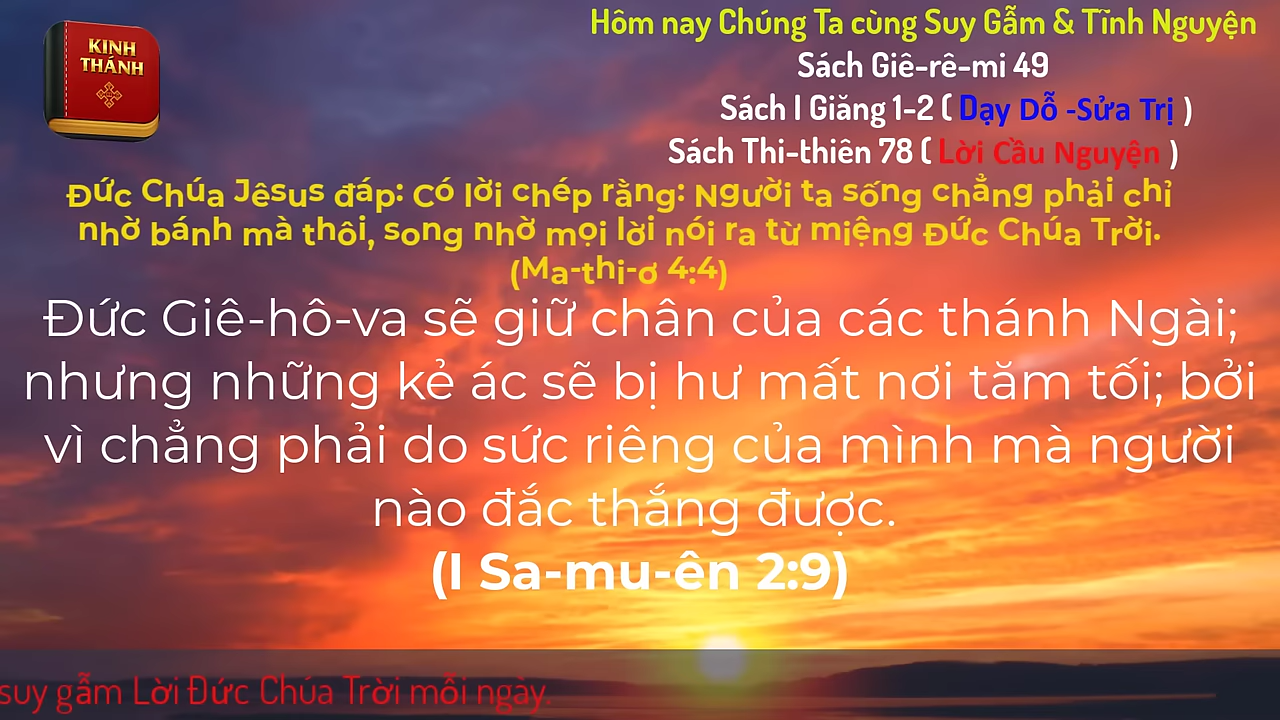 KINH
THÁNH
Hôm nay Chúng Ta cùng Suy Gẫm & Tĩnh Nguyện
Sách Giê-rê-mi 49
Sách I Giăng 1-2 ( Dạy Dỗ -Sửa Trị )
Sách Thi-thiên 78 ( Lời Cầu Nguyện )
Đức Chúa Jêsus đáp: Có lời chép rằng: Người ta sống chẳng phải chỉ
nhờ bánh mà thôi, song nhờ mọi lời nói ra từ miệng Đức Chúa Trời.
(Ma-thi-ơ 4:4)
Đức Giê-hô-va sẽ giữ chân của các thánh Ngài;
nhưng những kẻ ác sẽ bị hư mất nơi tăm tối; bởi
vì chẳng phải do sức riêng của mình mà người
nào đắc thắng được.
(I Sa-mu-ên 2:9)
suy gẫm Lời Đức Chúa Trời mỗi ngày.